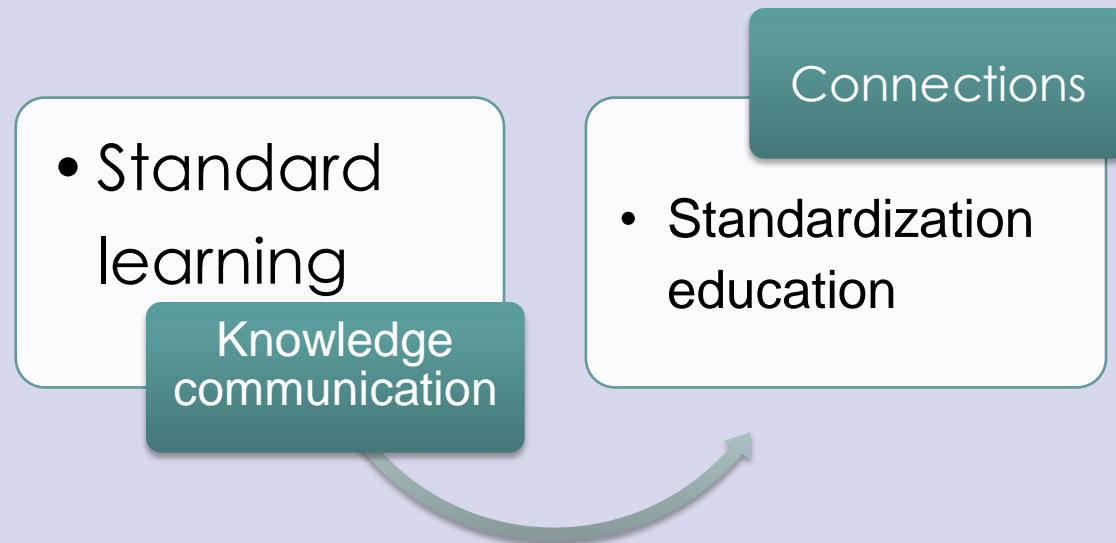 • Standard
learning
Knowledge
communication
Connections
• Standardization
education